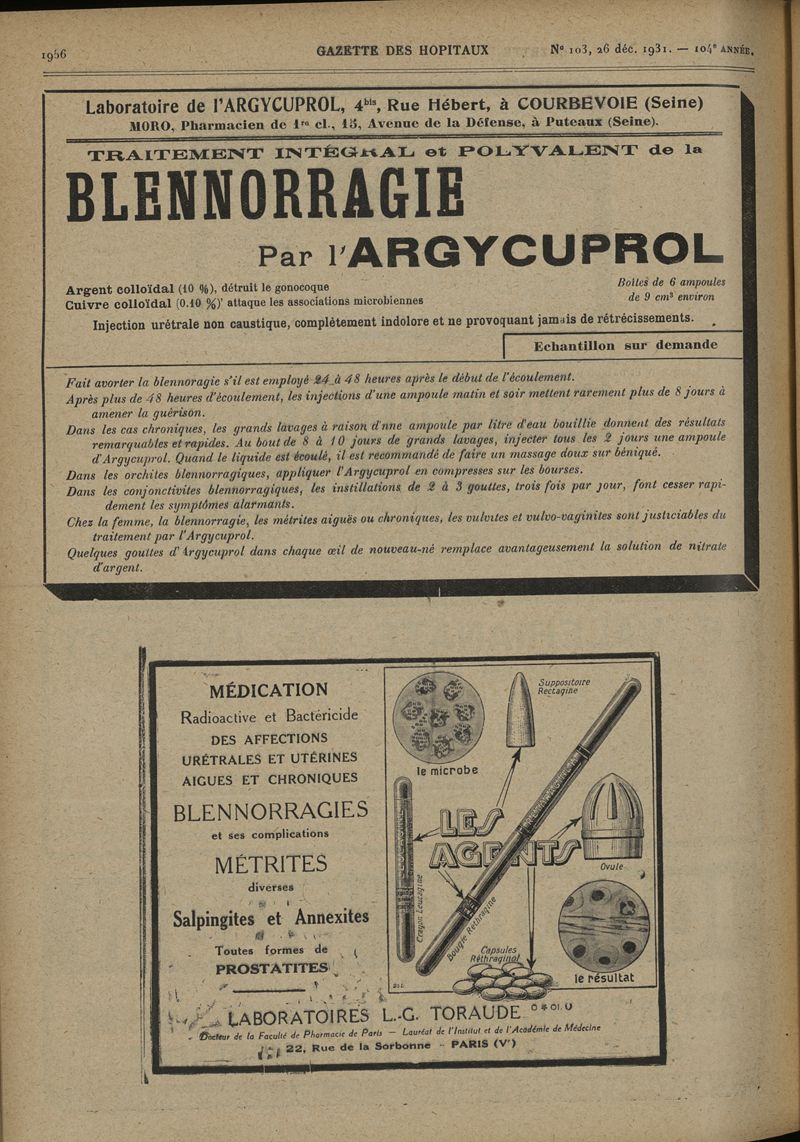 1956
GAZETTE DES HOPITAUX
N° 103, 26 déc. 1931. — 104e ANNÉE.
Laboratoire de l'ARGYCUPROL, 4bis, Rue Hébert, à COURBEVOIE (Seine)
MORO, Pharmacien de 1re cl., 15, Avenue de la Défense, à Puteaux (Seine).
TRAITEMENT INTÉGRAL et POLYVALENT de la
BLENNORRAGIE
Par l'ARGYCUPROL
Argent colloïdal (10 %), détruit le gonocoque
Cuivre colloïdal (0.10 %) attaque les associations microbiennes
Boîtes de 6 ampoules
de 9 cm3 environ
Injection urétrale non caustique, complètement indolore et ne provoquant jamais de rétrécissements.
Echantillon sur demande
Fait avorter la blennoragie s'il est employé 24 à 48 heures après le début de l'écoulement.
Après plus de 48 heures d'écoulement, les injections d'une ampoule matin et soir mettent rarement plus de 8 jours à
amener la guérison.
Dans les cas chroniques, les grands lavages à raison d'nne ampoule par litre d'eau bouillie donnent des résultats
remarquables et rapides. Au bout de 8 à 10 jours de grands lavages, injecter tous les 2 jours une ampoule
d'Argycuprol. Quand le liquide est écoulé, il est recommandé de faire un massage doux sur béniqué.
Dans les orchites blennorragiques, appliquer l'Argycuprol en compresses sur les bourses.
Dans les conjonctivites blennorragiques, les instillations de 2 à 3 gouttes, trois fois par jour, font cesser rapi-
dement les symptômes alarmants.
Chez la femme, la blennorragie, les métrites aiguës ou chroniques, les vulvites et vulvo-vaginites sont justiciables du
traitement par l'Argycuprol.
Quelques gouttes d'Argycuprol dans chaque œil de nouveau-né remplace avantageusement la solution de nitrate
d'argent.
MÉDICATION
Radioactive et Bactéricide
DES AFFECTIONS
URÉTRALES ET UTÉRINES
AIGUES ET CHRONIQUES
BLENNORRAGIES
et ses complications
MÉTRITES
diverses
Salpingites et Annexites
Toutes formes de
PROSTATITES
Suppositoire
Rectagine
le microbe
LES
AGENTS
Crayon Leucagine
Bougie Rethragine
Ovule
Capsules
Réthraginol
le résultat
LABORATOIRES L.-G. TORAUDE
Docteur de la Faculté de Pharmacie de Paris — Lauréat de l'Institut et de l'Académie de Médecine
22, Rue de la Sorbonne - PARIS (Ve)